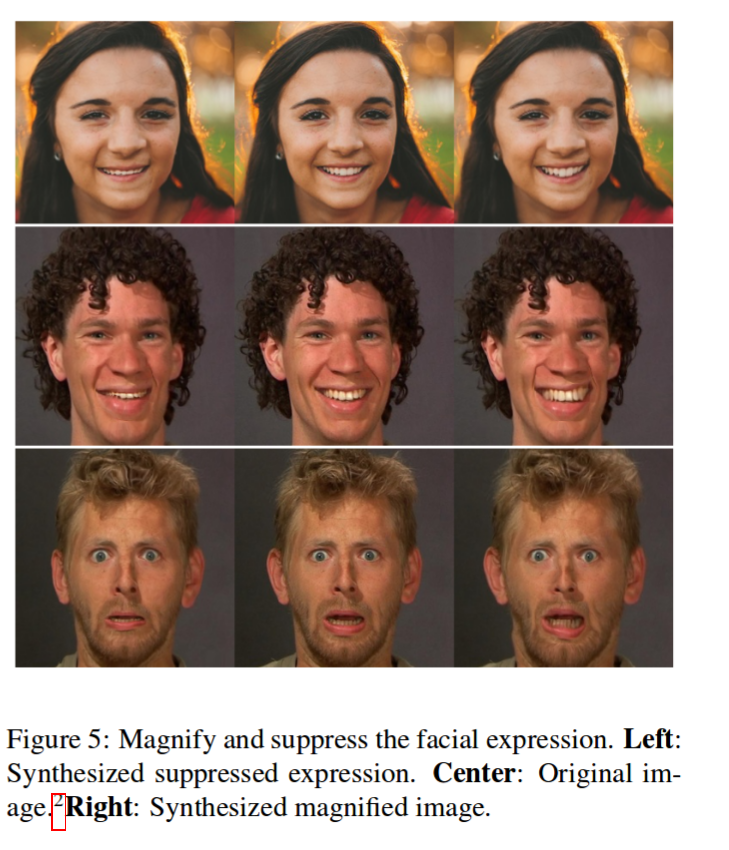 Figure 5: Magnify and suppress the facial expression. Left:
Synthesized suppressed expression. Center: Original im-
age.2Right: Synthesized magnified image.